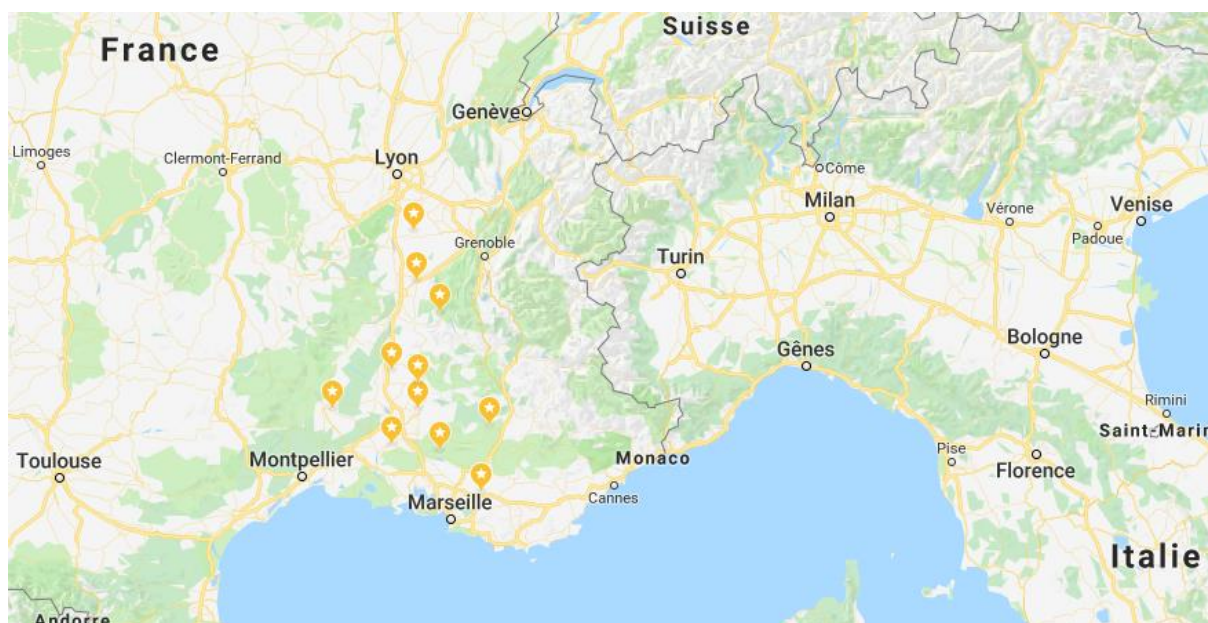 Suisse
France
Genève
Limoges
Clermont-Ferrand
Lyon
Côme
Milan
Vérone
Venise
Padoue
Grenoble
Turin
Bologne
Gênes
Rimini
Saint-Marin
Toulouse
Montpellier
Monaco
Pise
Florence
Marseille
Cannes
Italie
Andorre